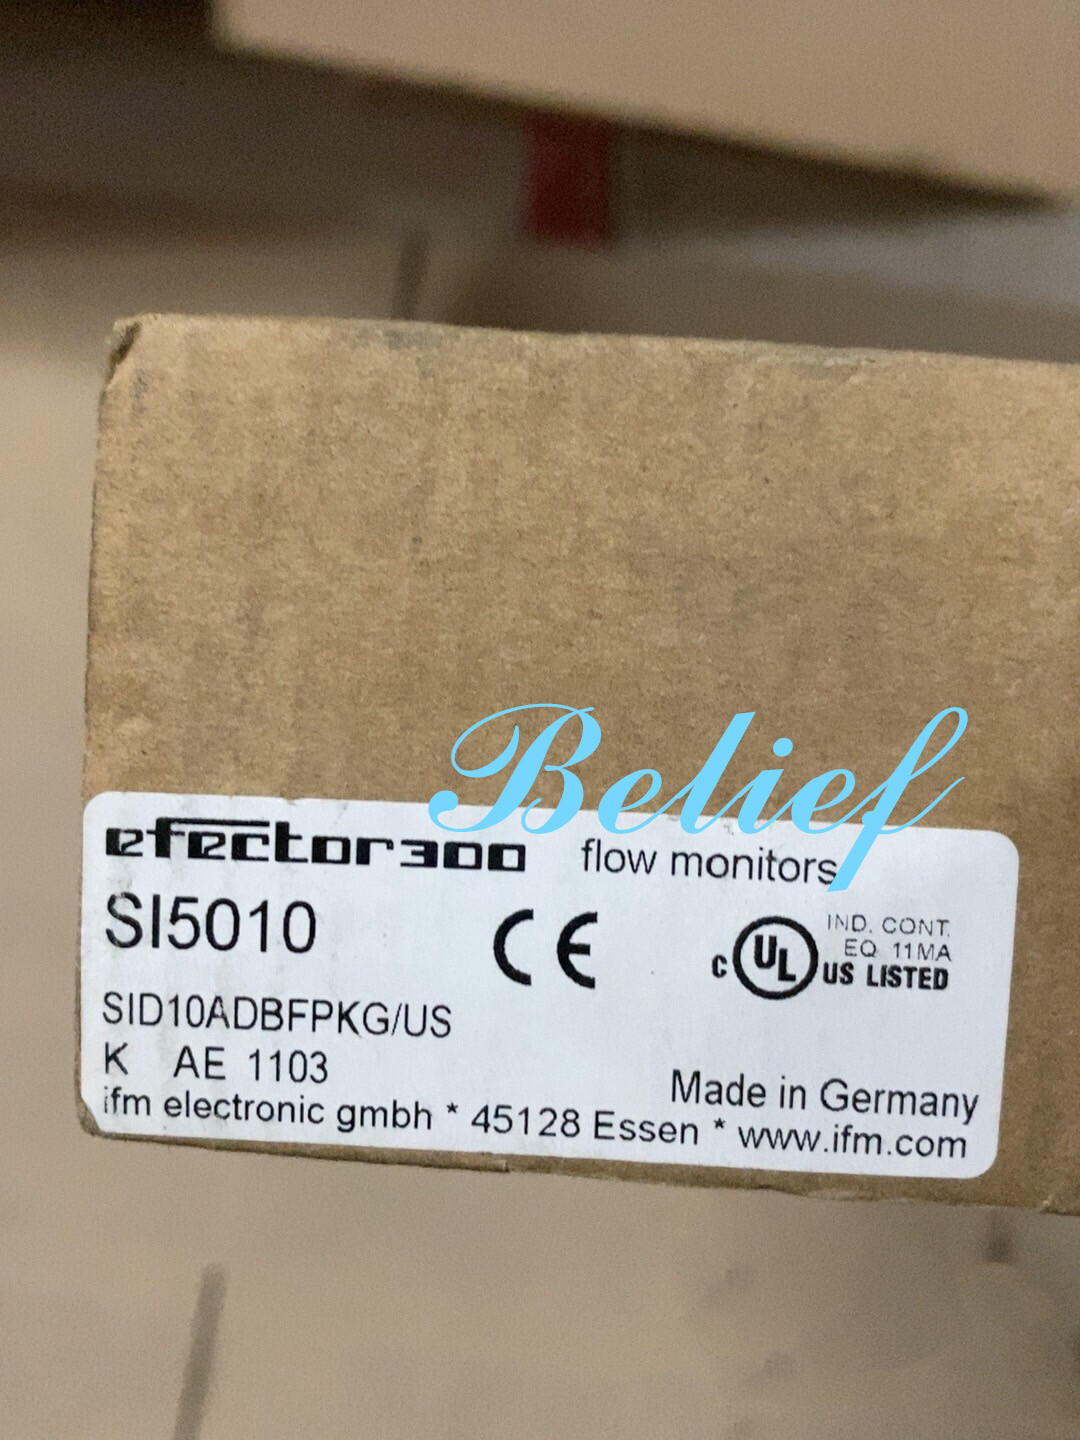 Belief
efector300 flow monitors
SI5010
CE
c UL US LISTED
IND. CONT.
EQ 11MA
SID10ADBFPKG/US
K AE 1103
Made in Germany
ifm electronic gmbh * 45128 Essen * www.ifm.com